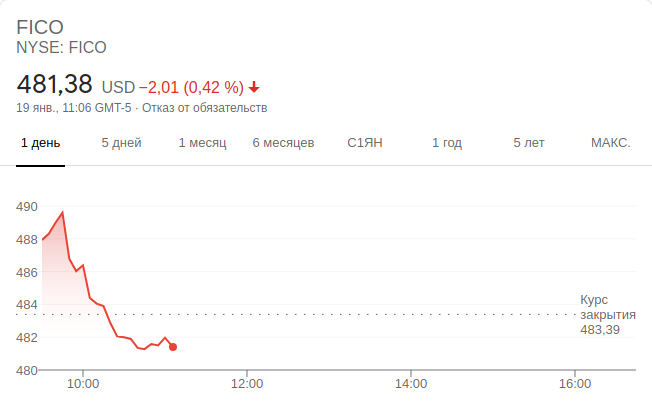 FICO
NYSE: FICO
481,38 USD −2,01 (0,42 %)
19 янв., 11:06 GMT-5 · Отказ от обязательств
1 день 5 дней 1 месяц 6 месяцев С1ЯН 1 год 5 лет МАКС.
490
488
486
484
482
480
Курс
закрытия
483,39
10:00 12:00 14:00 16:00